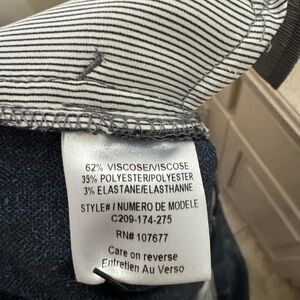 62% VISCOSE/VISCOSE
35% POLYESTER/POLYESTER
3% ELASTANE/ELASTHANNE
STYLE# / NUMERO DE MODELE
C209-174-275
RN# 107677
Care on reverse
Entretien Au Verso